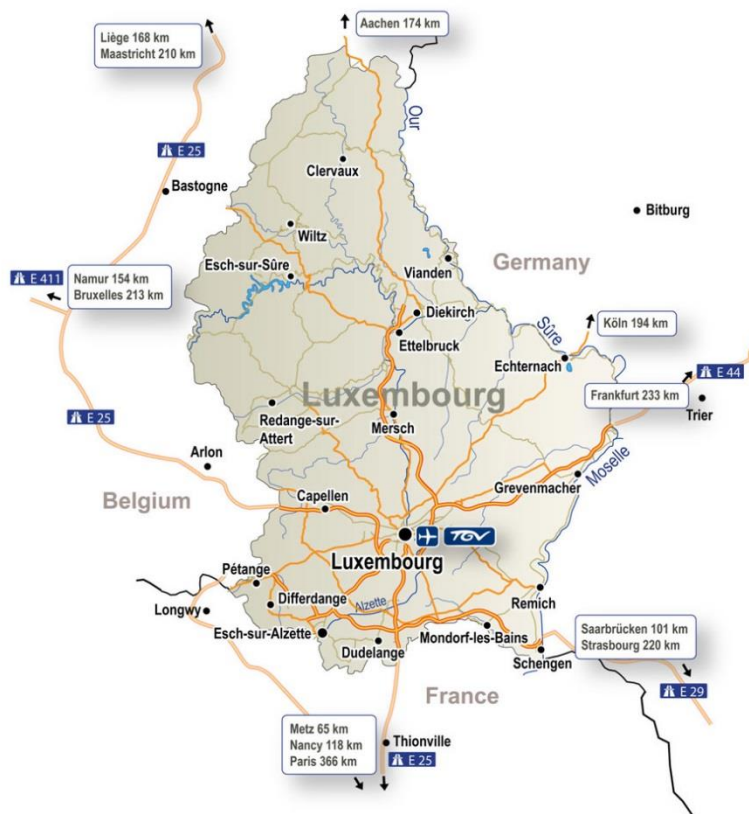 Liège 168 km
Maastricht 210 km
Aachen 174 km
Our
E 25
Bastogne
Clervaux
Bitburg
Wiltz
Vianden
Germany
Esch-sur-Sûre
E 411
Namur 154 km
Bruxelles 213 km
Diekirch
Sûre
Köln 194 km
Ettelbruck
Echternach
E 44
Luxembourg
Frankfurt 233 km
Trier
E 25
Redange-sur-
Attert
Mersch
Arlon
Grevenmacher
Moselle
Belgium
Capellen
TGV
Luxembourg
Pétange
Differdange
Alzette
Remich
Longwy
Esch-sur-Alzette
Mondorf-les-Bains
Saarbrücken 101 km
Strasbourg 220 km
Dudelange
Schengen
E 29
France
Metz 65 km
Nancy 118 km
Paris 366 km
Thionville
E 25